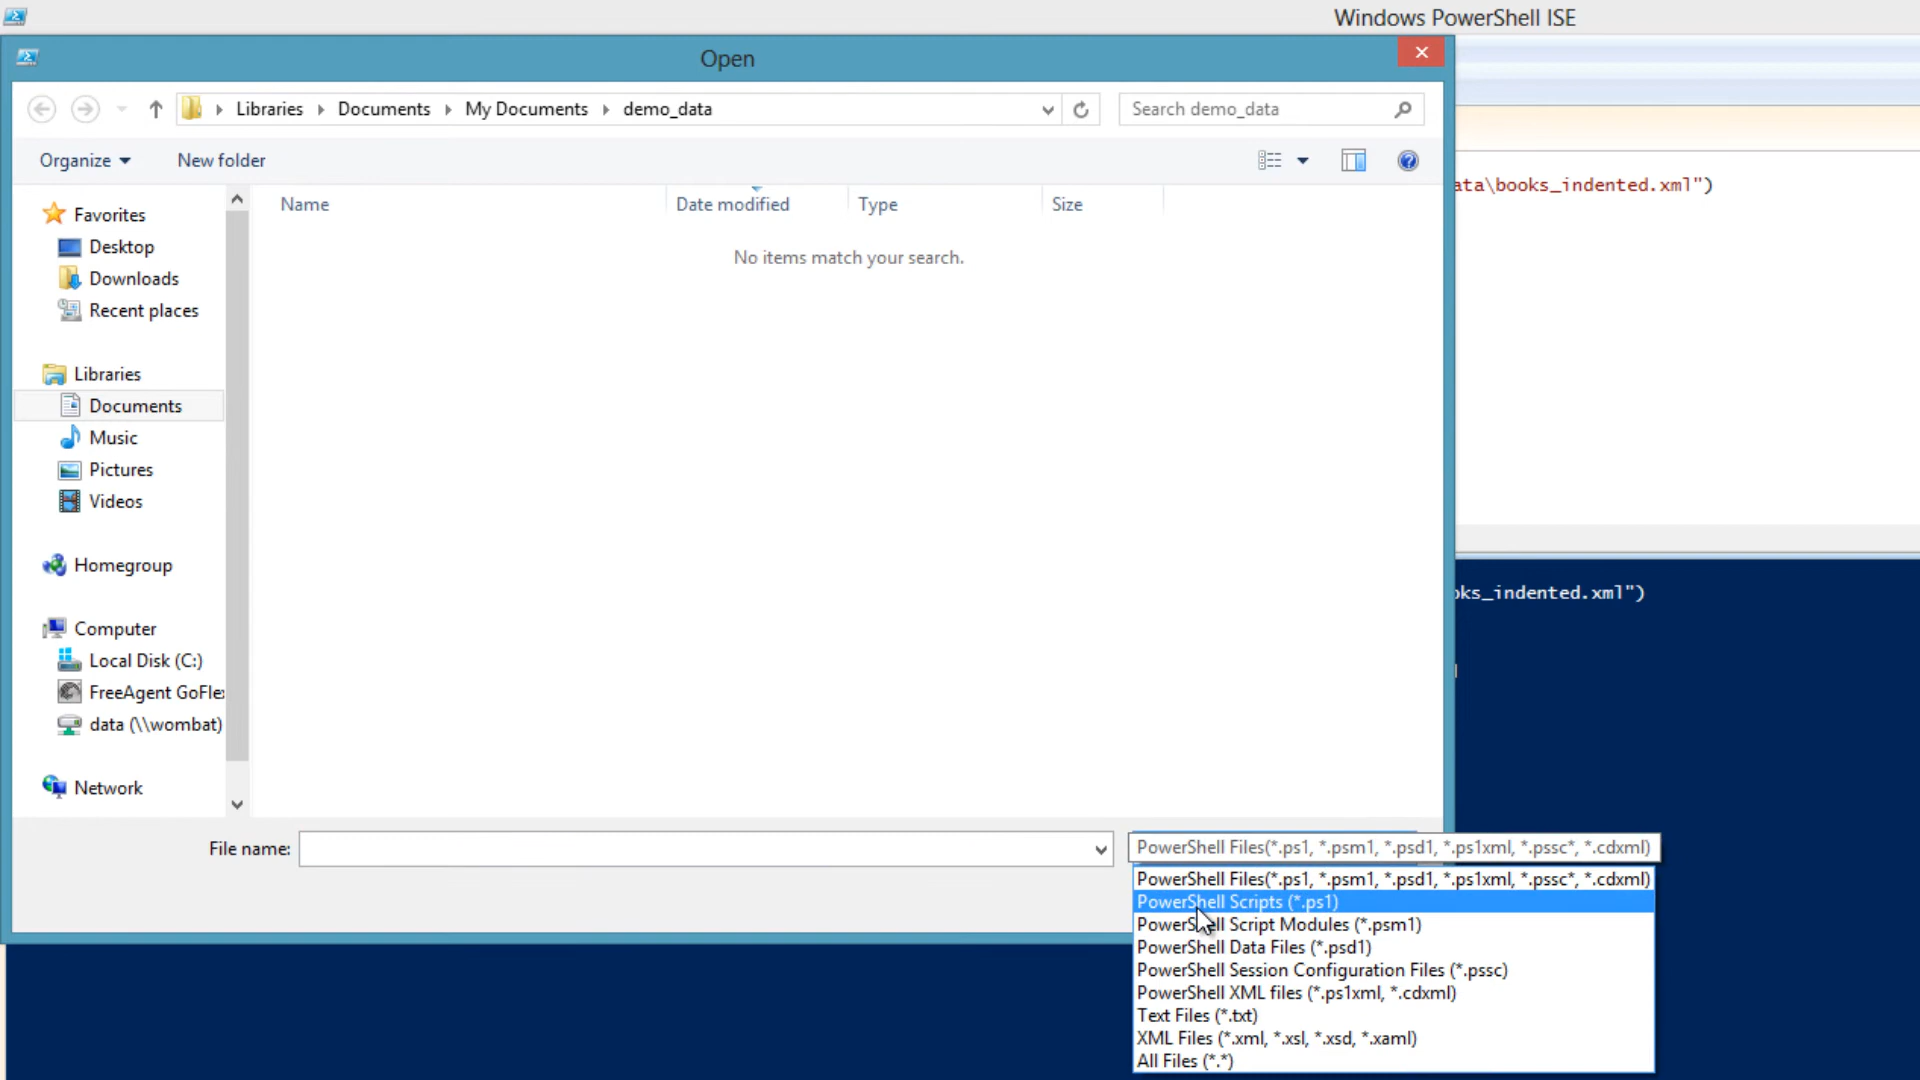 Windows PowerShell ISE
Open
Libraries Documents My Documents demo_data
Search demo_data
Organize New folder
ata\books_indented.xml")
Favorites
Desktop
Downloads
Recent places
Libraries
Documents
Music
Pictures
Videos
Homegroup
Computer
Local Disk (C:)
FreeAgent GoFle
data (\\wombat)
Network
Name Date modified Type Size
No items match your search.
oks_indented.xml")
File name:
PowerShell Files(*.ps1, *.psm1, *.psd1, *.ps1xml, *.pssc*, *.cdxml)
PowerShell Files(*.ps1, *.psm1, *.psd1, *.ps1xml, *.pssc*, *.cdxml)
PowerShell Scripts (*.ps1)
PowerShell Script Modules (*.psm1)
PowerShell Data Files (*.psd1)
PowerShell Session Configuration Files (*.pssc)
PowerShell XML files (*.ps1xml, *.cdxml)
Text Files (*.txt)
XML Files (*.xml, *.xsl, *.xsd, *.xaml)
All Files (*.*)